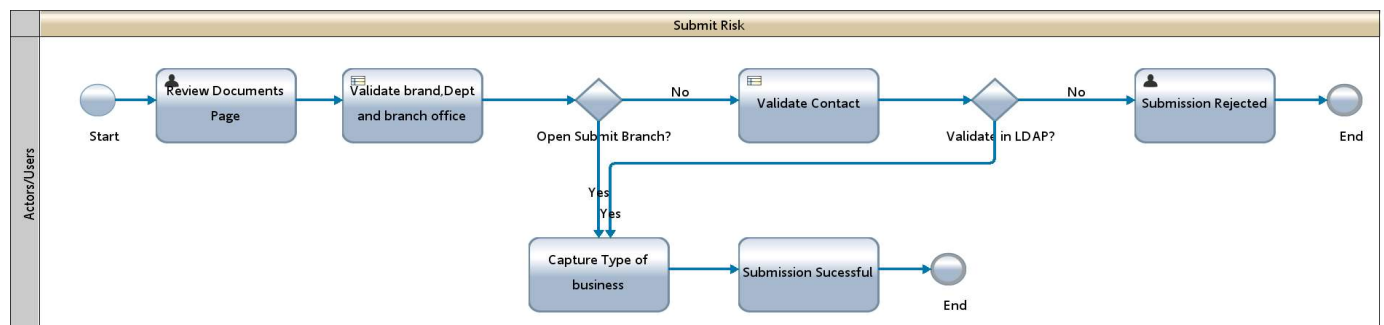 Submit Risk
Actors/Users
Start
Review Documents
Page
Validate brand,Dept
and branch office
Open Submit Branch?
No
Validate Contact
Validate in LDAP?
No
Submission Rejected
End
Yes
Yes
Capture Type of
business
Submission Sucessful
End